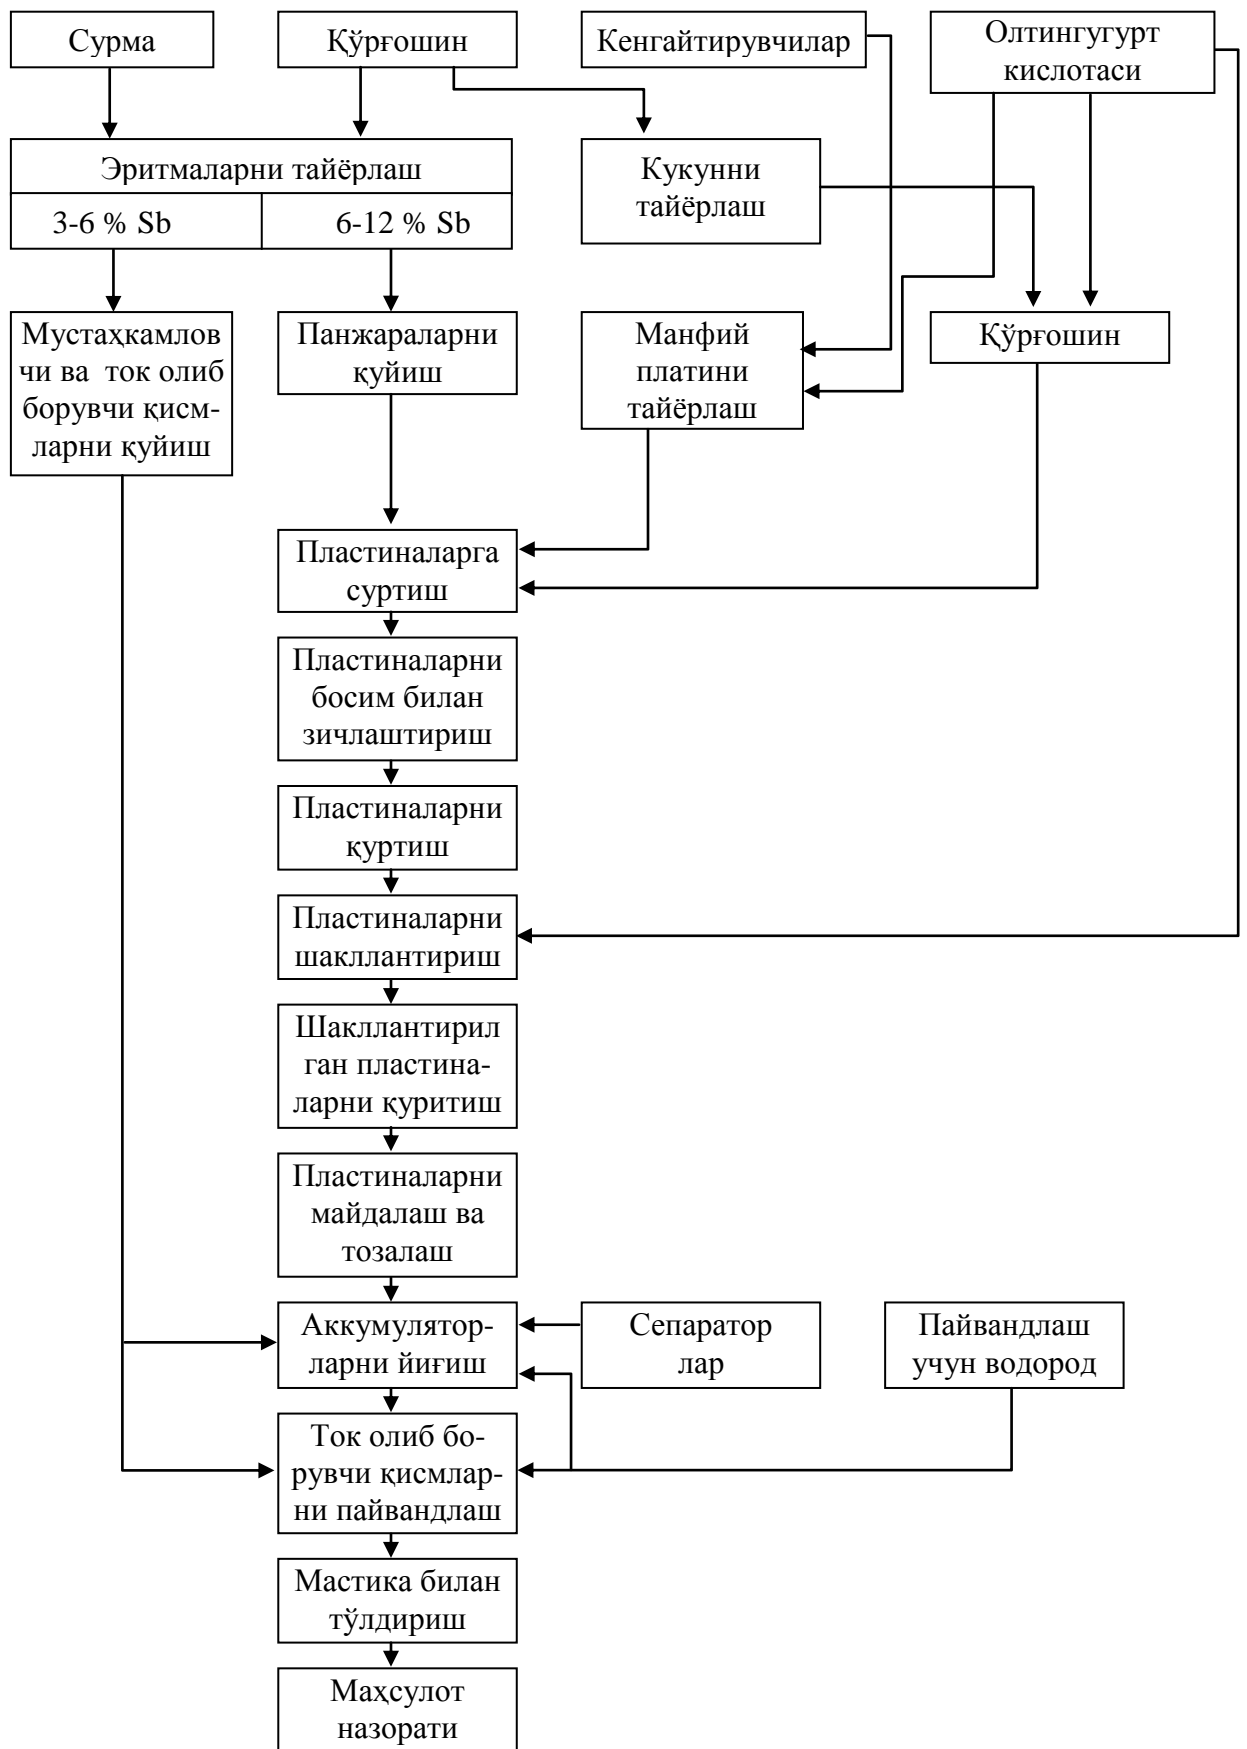 Сурма
Қўрғошин
Кенгайтирувчилар
Олтингугурт
кислотаси
Эритмаларни тайёрлаш
3-6 % Sb
6-12 % Sb
Кукунни
тайёрлаш
Мустаҳкамлов
чи ва ток олиб
борувчи қисм-
ларни қуйиш
Панжараларни
қуйиш
Манфий
платини
тайёрлаш
Қўрғошин
Пластиналарга
суртиш
Пластиналарни
босим билан
зичлаштириш
Пластиналарни
қуртиш
Пластиналарни
шакллантириш
Шакллантирил
ган пластина-
ларни қуритиш
Пластиналарни
майдалаш ва
тозалаш
Аккумулятор-
ларни йиғиш
Сепаратор
лар
Пайвандлаш
учун водород
Ток олиб бо-
рувчи қисмлар-
ни пайвандлаш
Мастика билан
тўлдириш
Маҳсулот
назорати